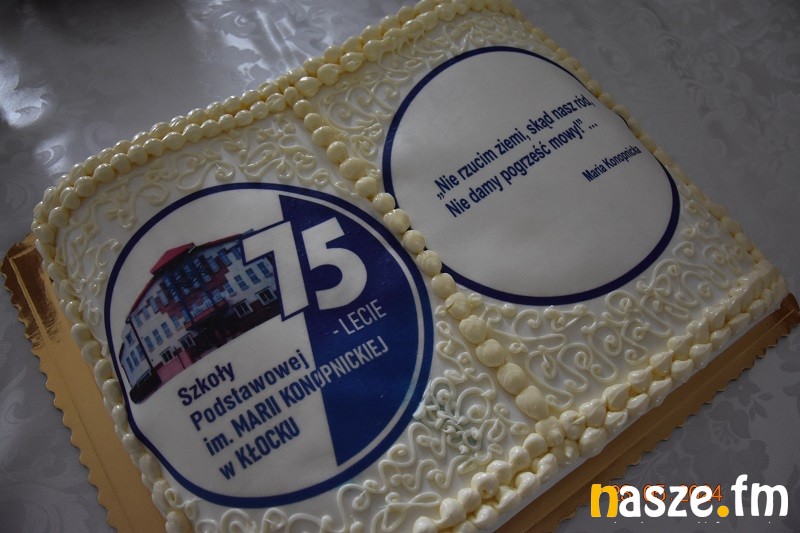 75
- LECIE
Szkoły
Podstawowej
im. MARII KONOPNICKIEJ
w KŁOCKU
„Nie rzucim ziemi, skąd nasz ród,
Nie damy pogrześć mowy!” ...
Maria Konopnicka
nasze.fm